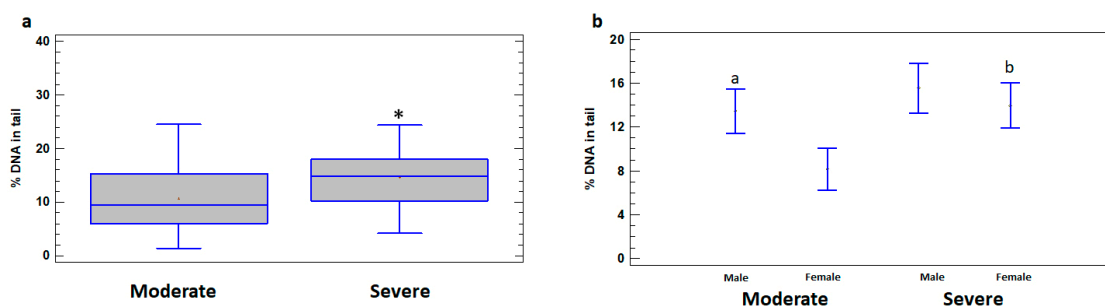 a
% DNA in tail
40
30
20
10
0
*
Moderate Severe
b
% DNA in tail
20
16
12
8
4
0
a
b
Male Female Male Female
Moderate Severe